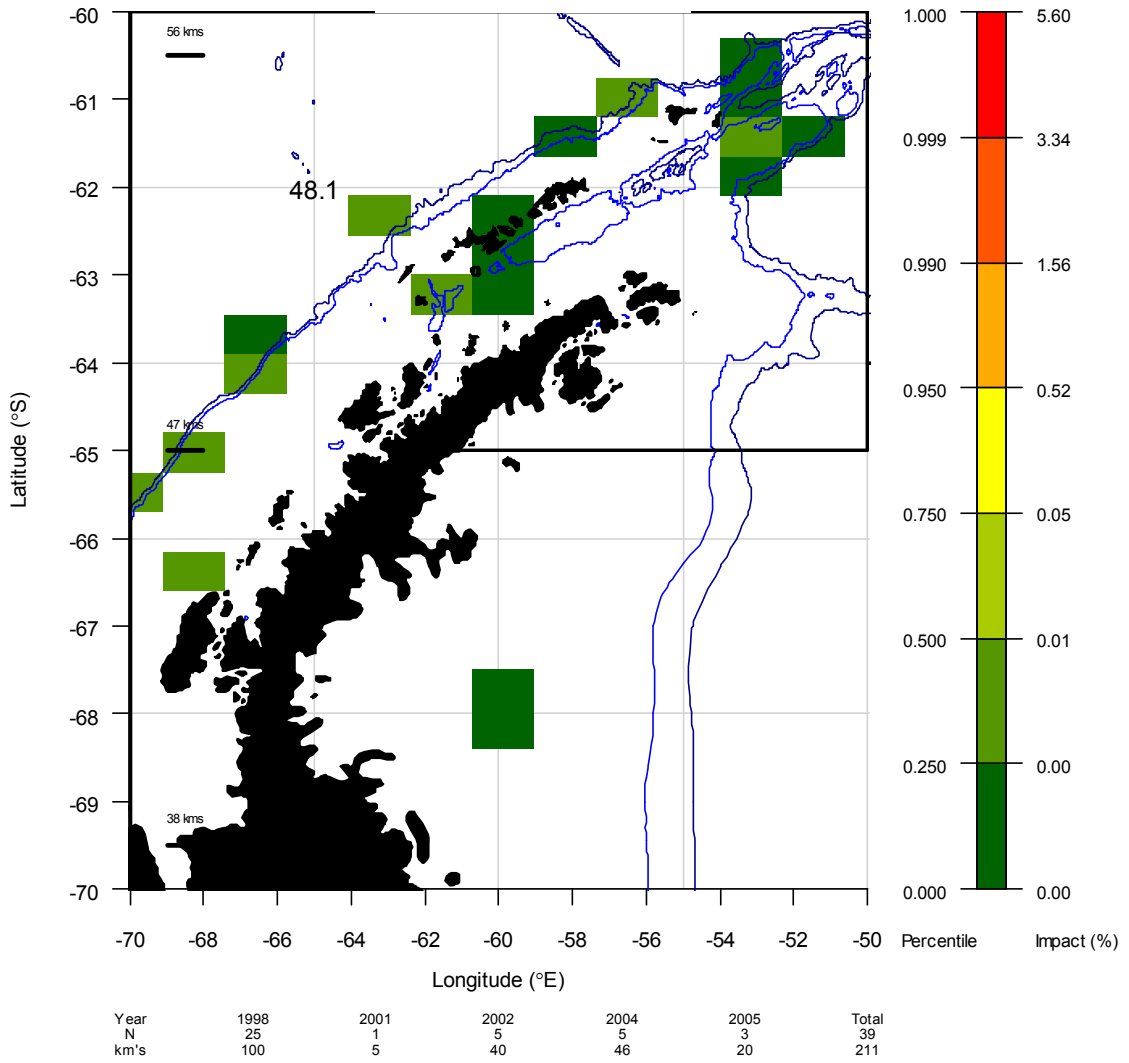 -60
-61
-62
-63
-64
-65
-66
-67
-68
-69
-70
Latitude (°S)
56 kms
48.1
47 kms
38 kms
-70 -68 -66 -64 -62 -60 -58 -56 -54 -52 -50
Longitude (°E)
1.000 5.60
0.999 3.34
0.990 1.56
0.950 0.52
0.750 0.05
0.500 0.01
0.250 0.00
0.000 0.00
Percentile Impact (%)
Year 1998 2001 2002 2004 2005 Total
N 25 1 5 5 3 39
km's 100 5 40 46 20 211